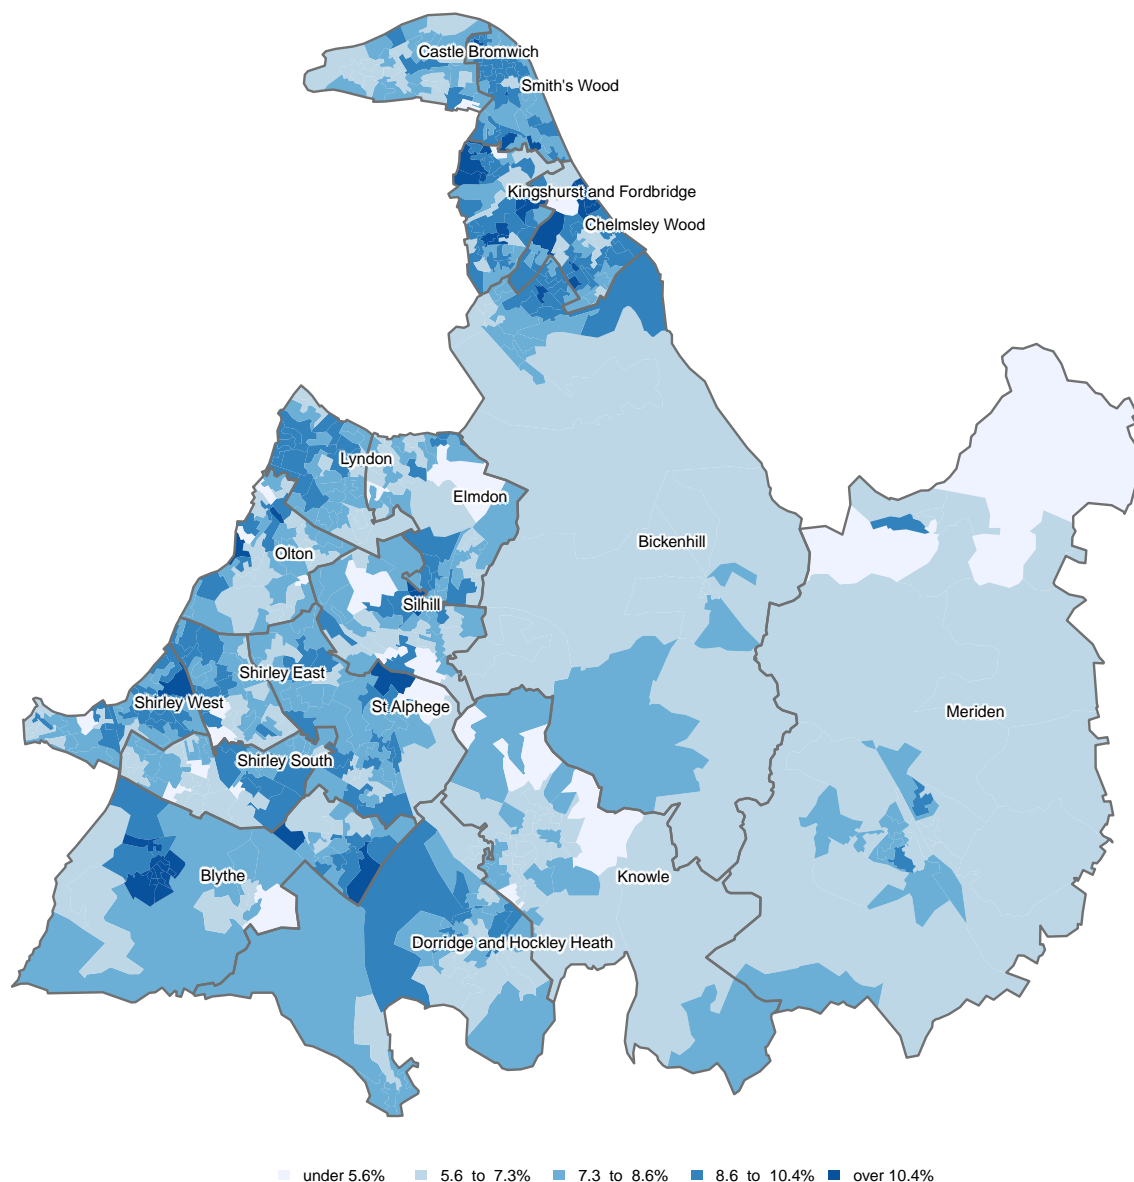 Castle Bromwich
Smith's Wood
Kingshurst and Fordbridge
Chelmsley Wood
Lyndon
Elmdon
Bickenhill
Olton
Silhill
Shirley East
Shirley West
St Alphege
Meriden
Shirley South
Blythe
Knowle
Dorridge and Hockley Heath
under 5.6% 5.6 to 7.3% 7.3 to 8.6% 8.6 to 10.4% over 10.4%